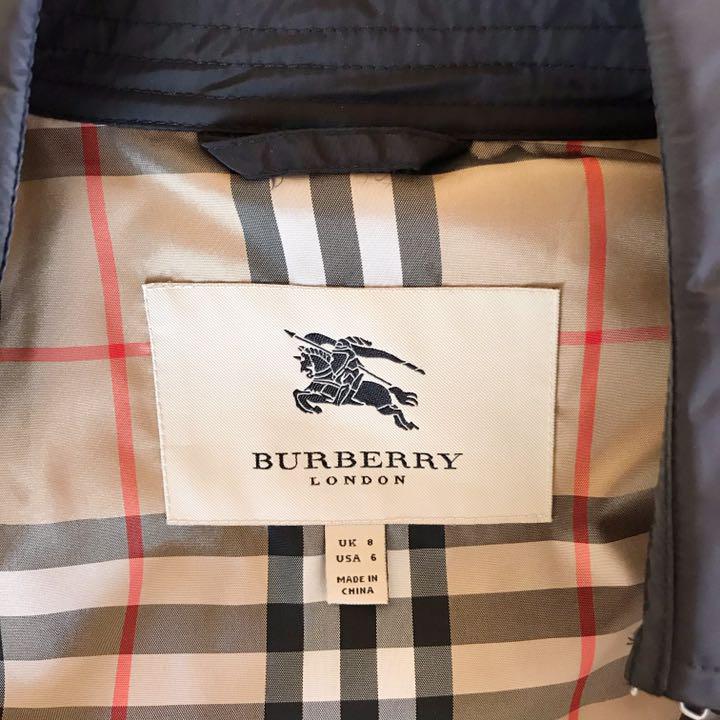 BURBERRY
LONDON
UK 8
USA 6
MADE IN
CHINA